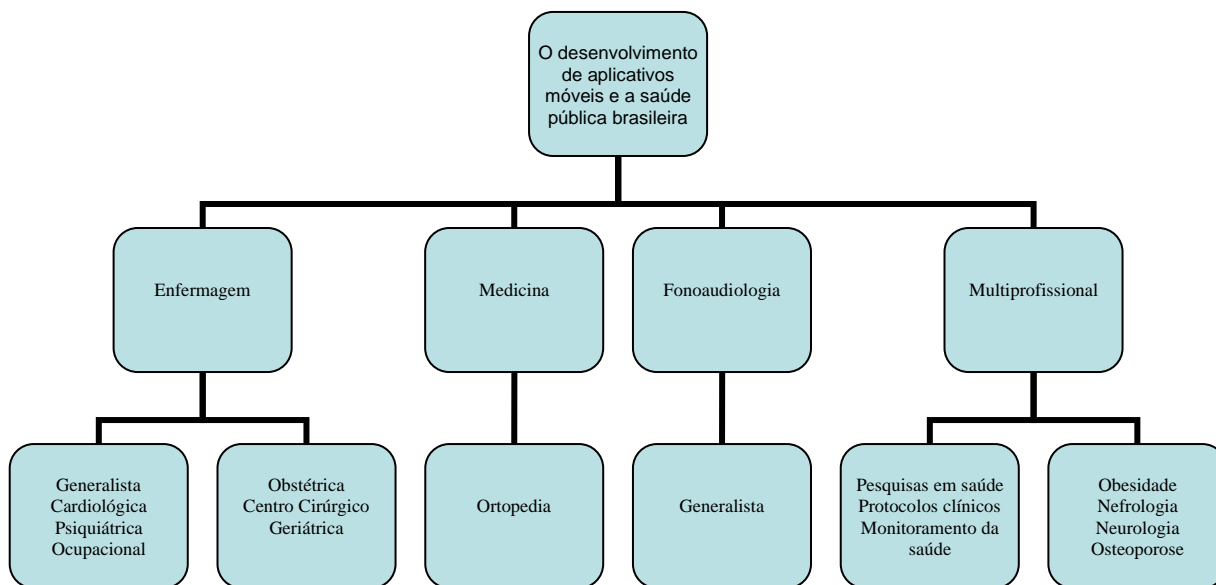 O desenvolvimento
de aplicativos
móveis e a saúde
pública brasileira
Enfermagem
Medicina
Fonoaudiologia
Multiprofissional
Generalista
Cardiológica
Psiquiátrica
Ocupacional
Obstétrica
Centro Cirúrgico
Geriátrica
Ortopedia
Generalista
Pesquisas em saúde
Protocolos clínicos
Monitoramento da
saúde
Obesidade
Nefrologia
Neurologia
Osteoporose